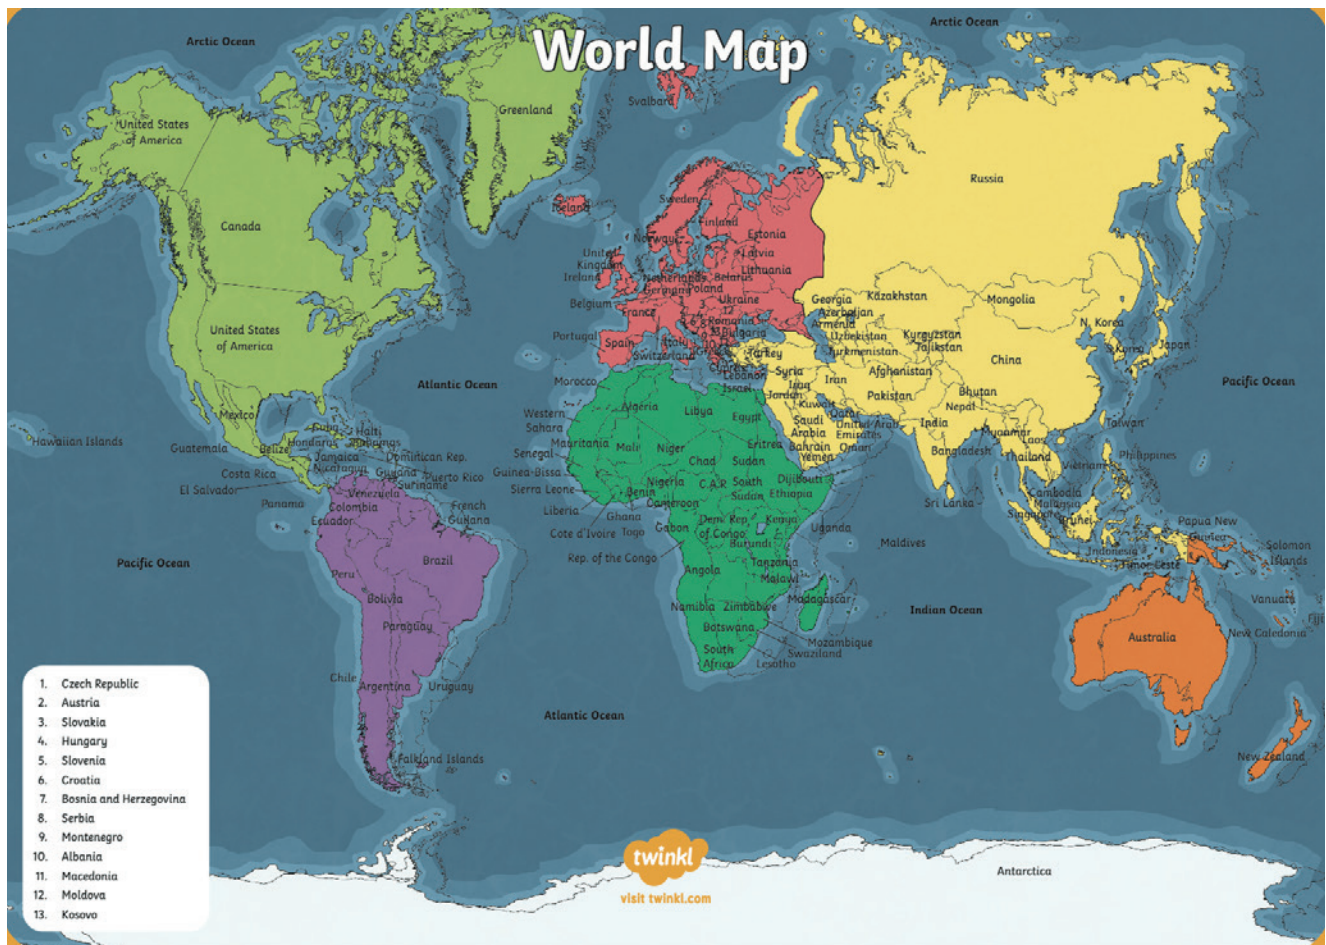 World Map
Arctic Ocean
Arctic Ocean
Greenland
Svalbard
United States
of America
Russia
Canada
Iceland
Sweden
Finland
Norway
Estonia
Latvia
Lithuania
United
Kingdom
Ireland
Netherlands
Belarus
Germany
Poland
Belgium
Ukraine
France
12
3
Romania
Bulgaria
Portugal
Spain
Italy
Switzerland
Georgia
Azerbaijan
Armenia
Kazakhstan
Mongolia
Uzbekistan
Kyrgyzstan
Tajikistan
Turkmenistan
N. Korea
S. Korea
Japan
China
Turkey
Cyprus
Lebanon
Israel
Syria
Iraq
Iran
Jordan
Afghanistan
Pakistan
Kuwait
Qatar
Bhutan
Nepal
United States
of America
Atlantic Ocean
Pacific Ocean
Morocco
Algeria
Libya
Egypt
Saudi
Arabia
United Arab
Emirates
Bahrain
Oman
Yemen
India
Bangladesh
Myanmar
Laos
Thailand
Taiwan
Vietnam
Philippines
Hawaiian Islands
Mexico
Cuba
Haiti
Bahamas
Guatemala
Belize
Honduras
Jamaica
Dominican Rep.
Nicaragua
Puerto Rico
Costa Rica
El Salvador
Panama
Guyana
Suriname
French
Guiana
Venezuela
Colombia
Ecuador
Western
Sahara
Mauritania
Mali
Niger
Chad
Sudan
Eritrea
Senegal
Guinea-Bissa
Sierra Leone
Liberia
Cote d'Ivoire
Ghana
Togo
Benin
Nigeria
Cameroon
C.A.R.
South
Sudan
Djibouti
Ethiopia
Gabon
Dem. Rep.
of Congo
Kenya
Uganda
Burundi
Rep. of the Congo
Tanzania
Malawi
Angola
Maldives
Sri Lanka
Cambodia
Malaysia
Singapore
Brunei
Indonesia
Timor Leste
Papua New
Guinea
Solomon
Islands
Vanuatu
Fiji
New Caledonia
Pacific Ocean
Brazil
Peru
Bolivia
Paraguay
Chile
Argentina
Uruguay
Falkland Islands
Namibia
Zimbabwe
Botswana
Madagascar
Mozambique
Swaziland
Lesotho
South
Africa
Indian Ocean
Australia
New Zealand
Atlantic Ocean
Antarctica
1. Czech Republic
2. Austria
3. Slovakia
4. Hungary
5. Slovenia
6. Croatia
7. Bosnia and Herzegovina
8. Serbia
9. Montenegro
10. Albania
11. Macedonia
12. Moldova
13. Kosovo
twinkl
visit twinkl.com